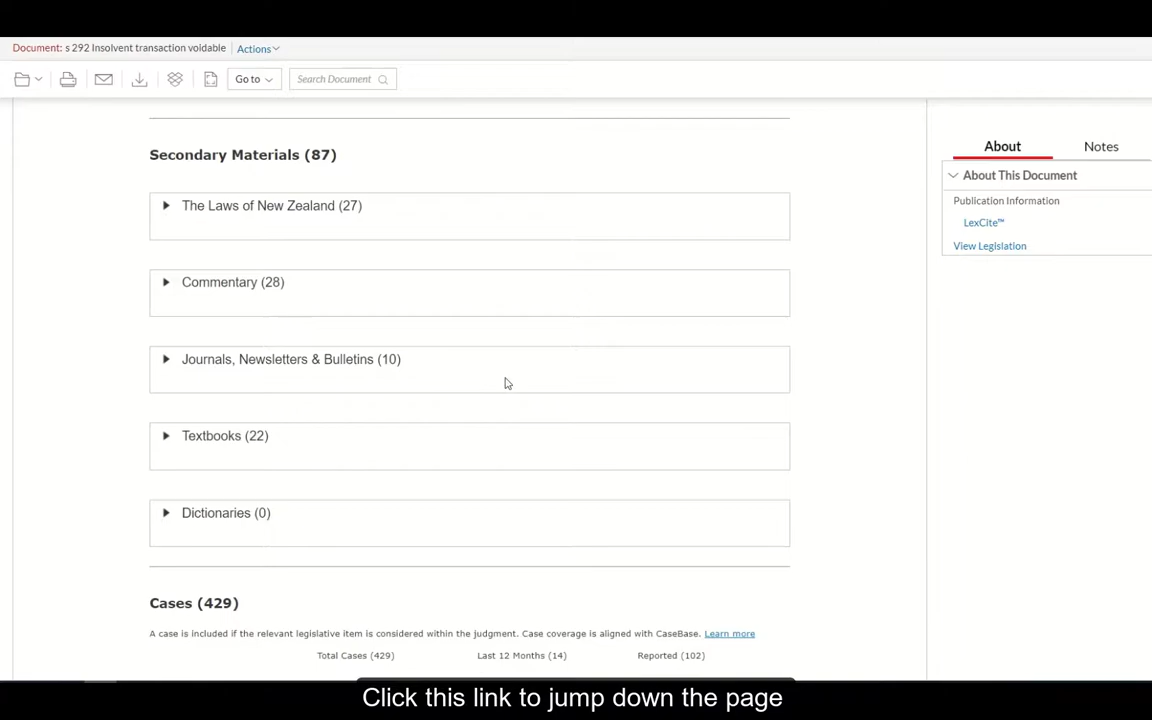 Document: s 292 Insolvent transaction voidable Actions
Go to Search Document
Secondary Materials (87)
The Laws of New Zealand (27)
Commentary (28)
Journals, Newsletters & Bulletins (10)
Textbooks (22)
Dictionaries (0)
Cases (429)
A case is included if the relevant legislative item is considered within the judgment. Case coverage is aligned with CaseBase. Learn more
Total Cases (429) Last 12 Months (14) Reported (102)
About Notes
About This Document
Publication Information
LexCite™
View Legislation
Click this link to jump down the page